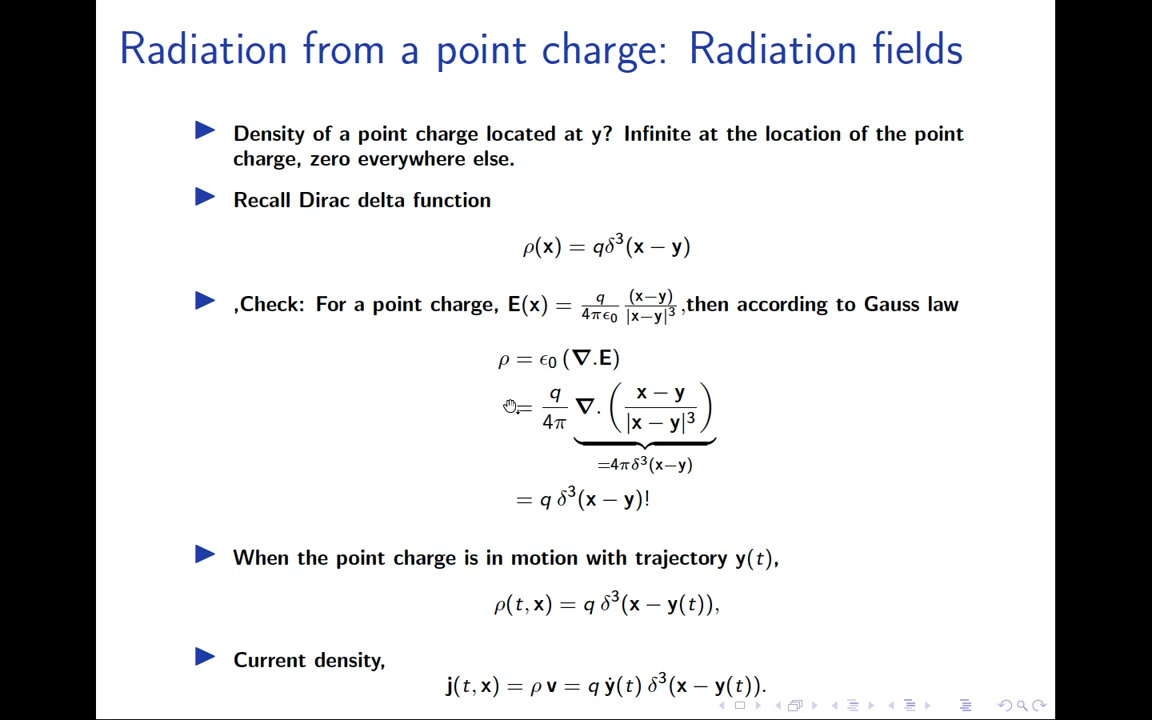 Radiation from a point charge: Radiation fields
▶ Density of a point charge located at y? Infinite at the location of the point
charge, zero everywhere else.
▶ Recall Dirac delta function
ρ(x) = qδ³(x − y)
▶ ,Check: For a point charge, E(x) = q/4πϵ₀ (x−y)/|x−y|³ ,then according to Gauss law
ρ = ϵ₀ (∇.E)
= q/4π ∇. ( x − y / |x − y|³ )
=4πδ³(x−y)
= q δ³(x − y)!
▶ When the point charge is in motion with trajectory y(t),
ρ(t, x) = q δ³(x − y(t)),
▶ Current density,
j(t, x) = ρ v = q ẏ(t) δ³(x − y(t)).